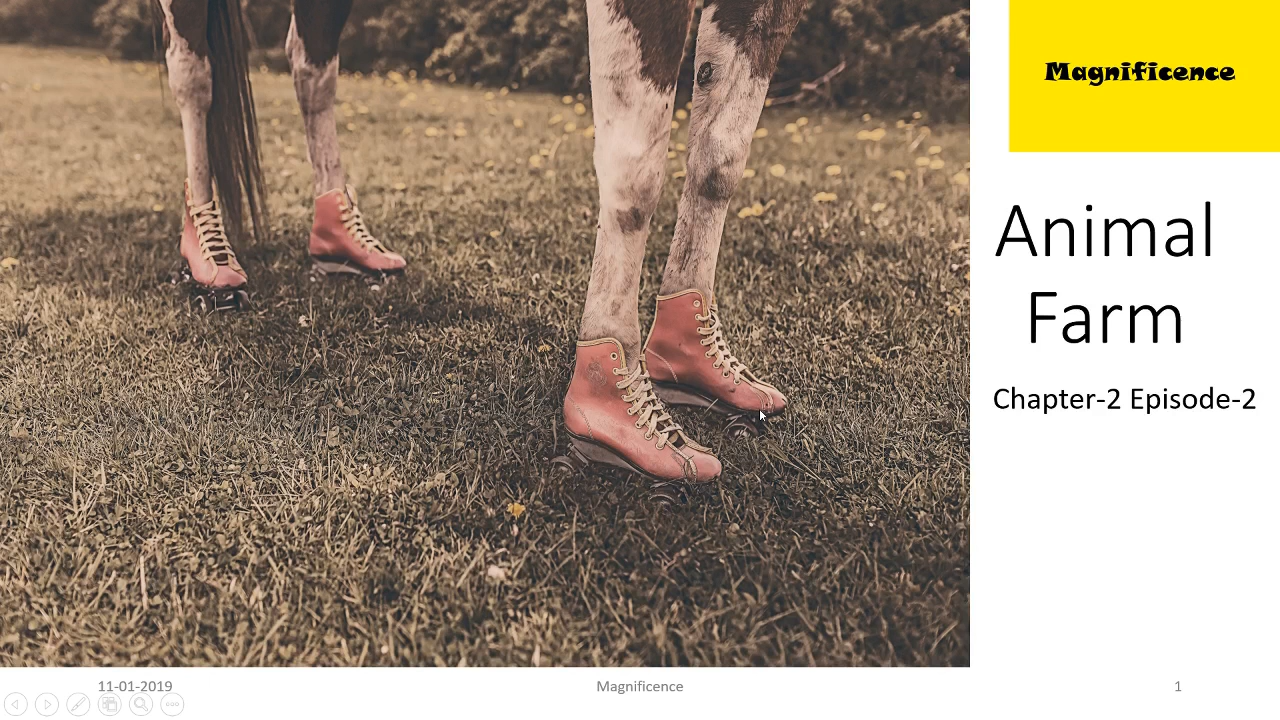 Magnificence
Animal
Farm
Chapter-2 Episode-2
11-01-2019
Magnificence
1